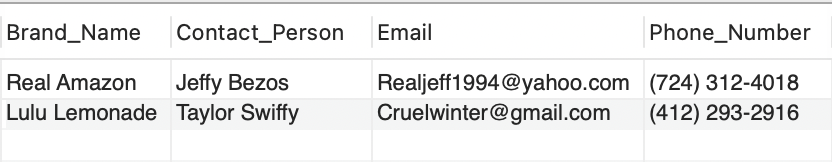 Brand_Name Contact_Person Email Phone_Number
Real Amazon Jeffy Bezos Realjeff1994@yahoo.com (724) 312-4018
Lulu Lemonade Taylor Swiffy Cruelwinter@gmail.com (412) 293-2916